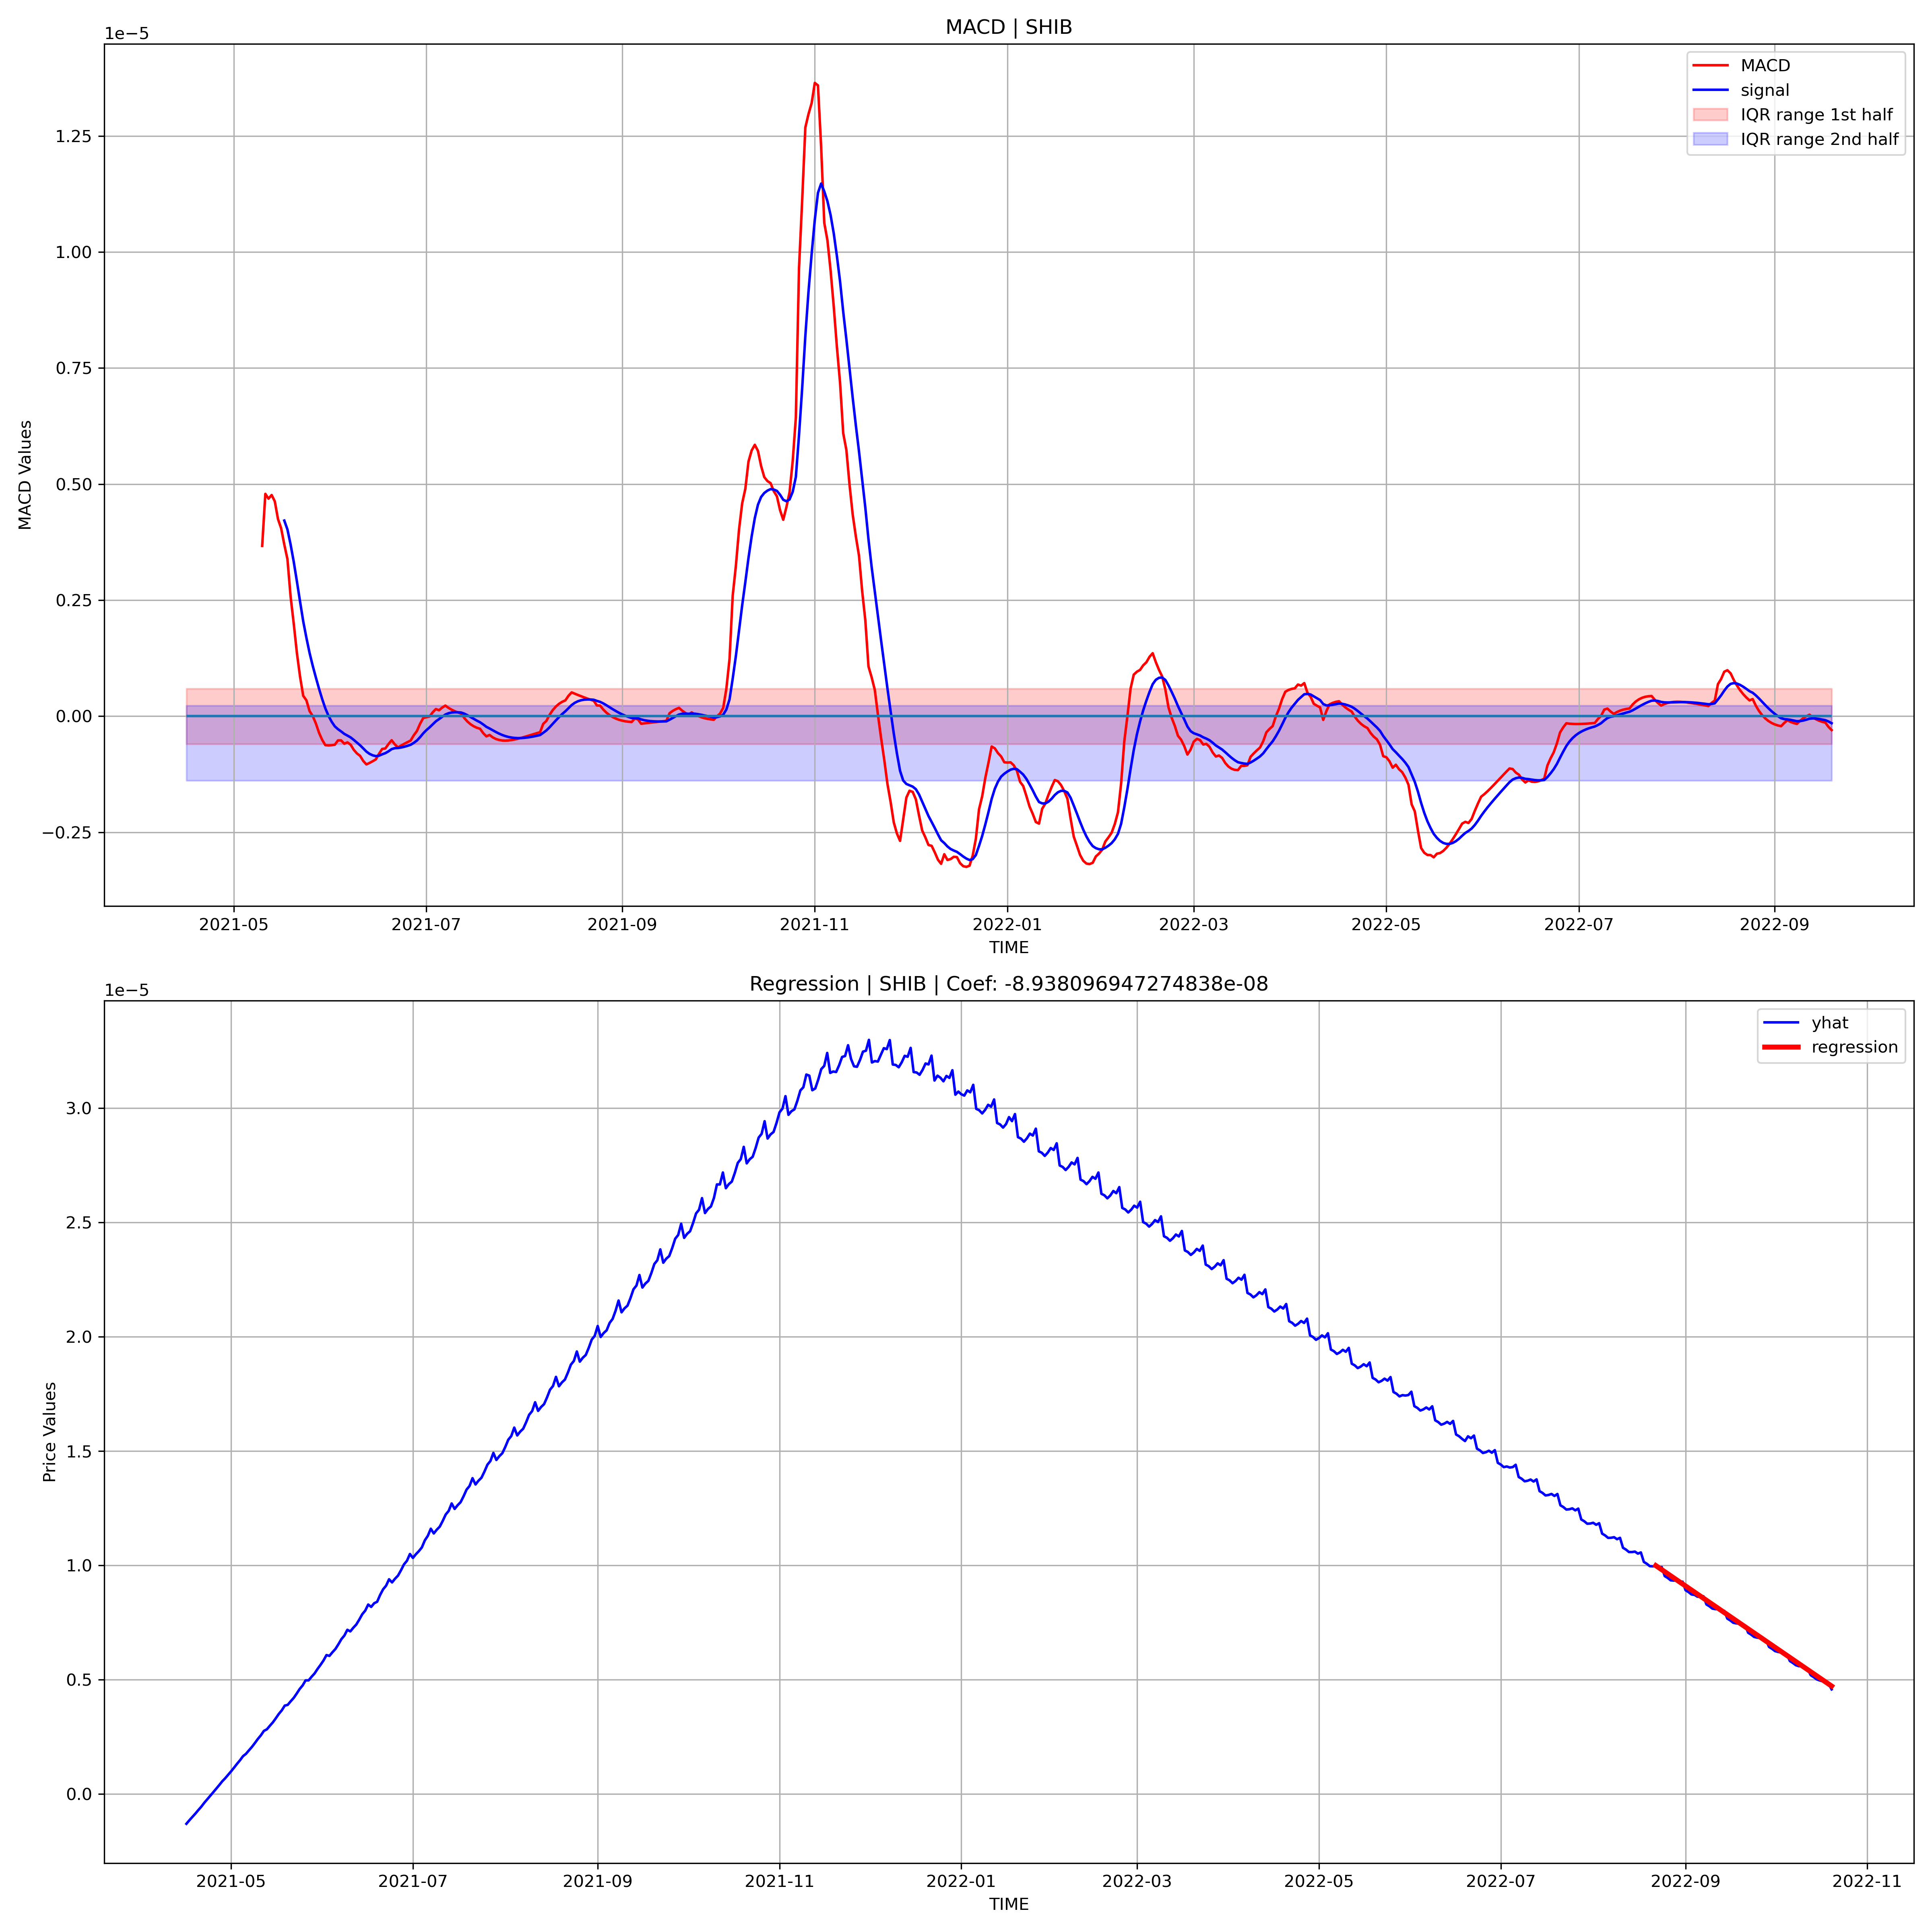 MACD | SHIB
1e−5
MACD
signal
IQR range 1st half
IQR range 2nd half
1.25
1.00
0.75
0.50
0.25
0.00
−0.25
MACD Values
2021-05 2021-07 2021-09 2021-11 2022-01 2022-03 2022-05 2022-07 2022-09
TIME
Regression | SHIB | Coef: -8.938096947274838e-08
1e−5
yhat
regression
3.0
2.5
2.0
1.5
1.0
0.5
0.0
Price Values
2021-05 2021-07 2021-09 2021-11 2022-01 2022-03 2022-05 2022-07 2022-09 2022-11
TIME